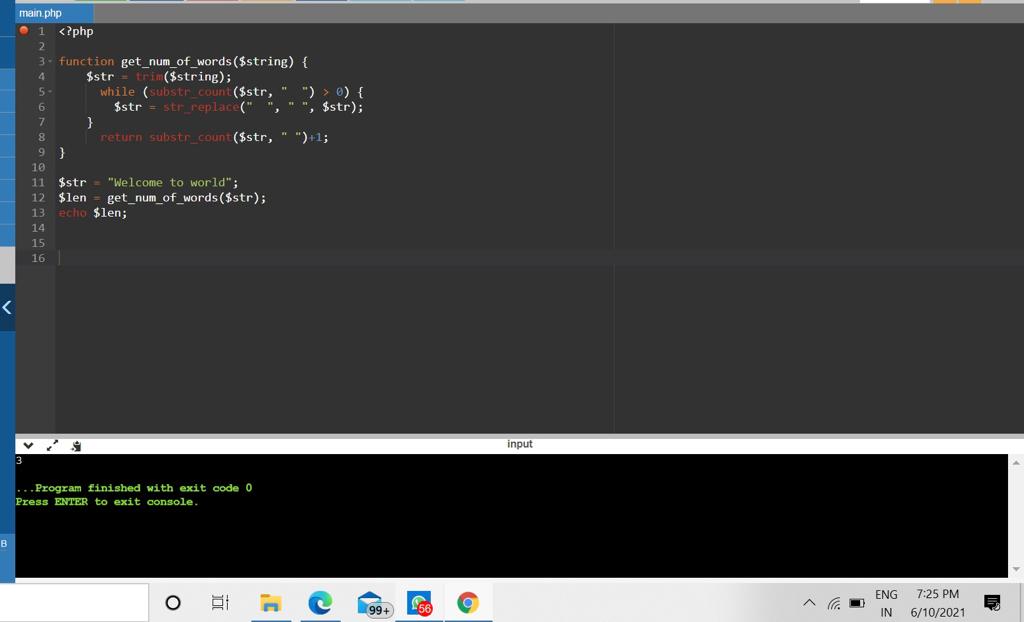 main.php
1 <?php
2
3 function get_num_of_words($string) {
4 $str = trim($string);
5 while (substr_count($str, "  ") > 0) {
6 $str = str_replace("  ", " ", $str);
7 }
8 return substr_count($str, " ")+1;
9 }
10
11 $str = "Welcome to world";
12 $len = get_num_of_words($str);
13 echo $len;
14
15
16
input
3
...Program finished with exit code 0
Press ENTER to exit console.
B
99+
56
ENG
IN
7:25 PM
6/10/2021